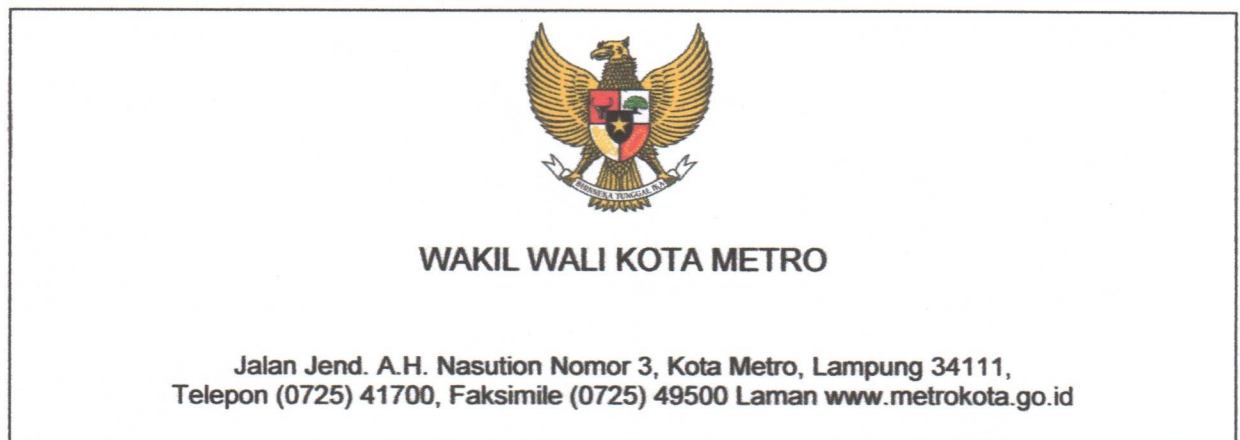 BHINNEKA TUNGGAL IKA
WAKIL WALI KOTA METRO
Jalan Jend. A.H. Nasution Nomor 3, Kota Metro, Lampung 34111,
Telepon (0725) 41700, Faksimile (0725) 49500 Laman www.metrokota.go.id